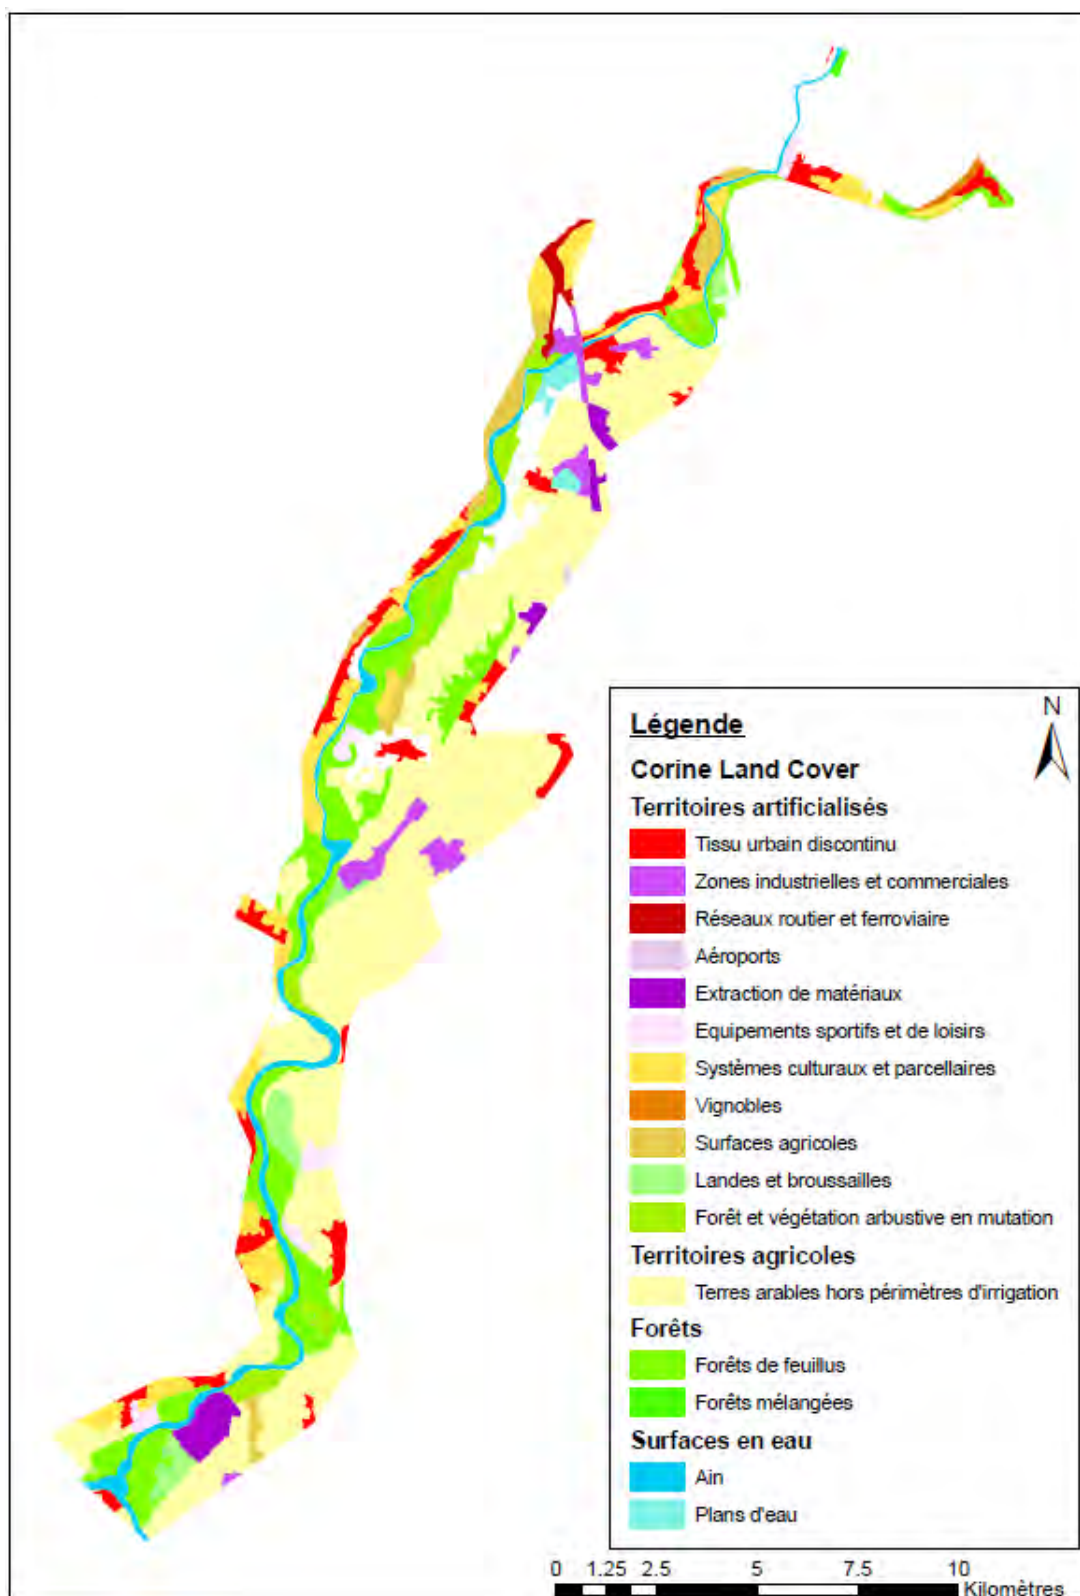 N
Légende
Corine Land Cover
Territoires artificialisés
Tissu urbain discontinu
Zones industrielles et commerciales
Réseaux routier et ferroviaire
Aéroports
Extraction de matériaux
Equipements sportifs et de loisirs
Systèmes culturaux et parcellaires
Vignobles
Surfaces agricoles
Landes et broussailles
Forêt et végétation arbustive en mutation
Territoires agricoles
Terres arables hors périmètres d'irrigation
Forêts
Forêts de feuillus
Forêts mélangées
Surfaces en eau
Ain
Plans d'eau
0 1.25 2.5 5 7.5 10
Kilomètres